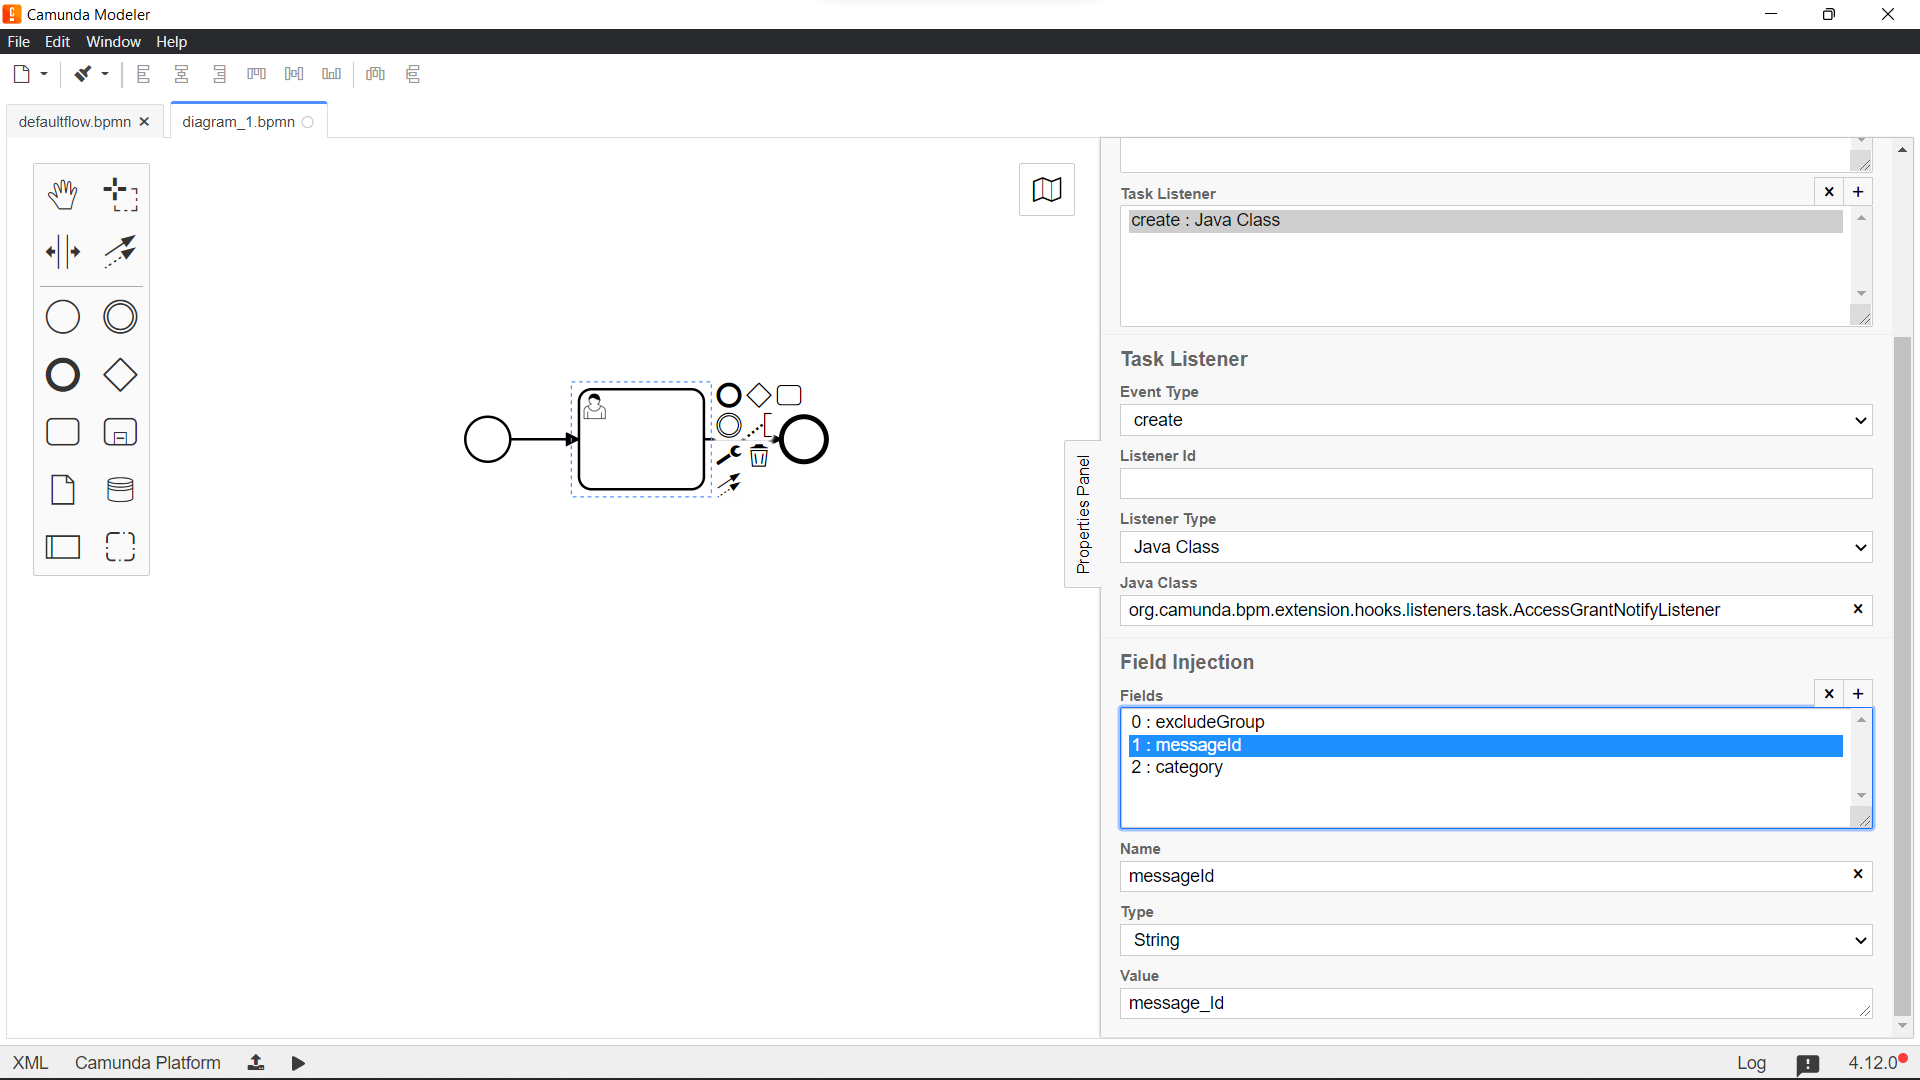 Camunda Modeler
File Edit Window Help
defaultflow.bpmn
diagram_1.bpmn
Task Listener
create : Java Class
Task Listener
Event Type
create
Listener Id
Listener Type
Java Class
Java Class
org.camunda.bpm.extension.hooks.listeners.task.AccessGrantNotifyListener
Field Injection
Fields
0 : excludeGroup
1 : messageId
2 : category
Name
messageId
Type
String
Value
message_Id
Properties Panel
XML Camunda Platform Log 4.12.0